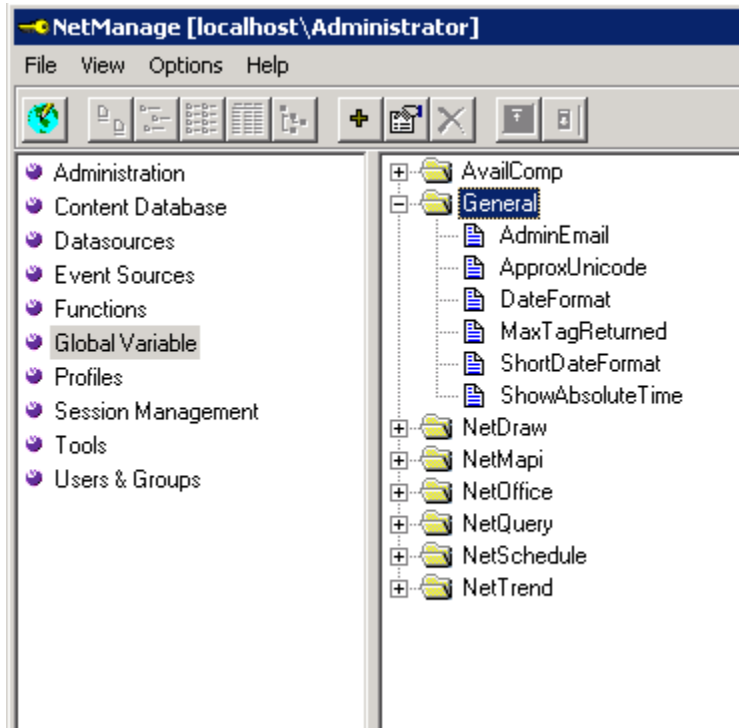 NetManage [localhost\Administrator]
File View Options Help
Administration
Content Database
Datasources
Event Sources
Functions
Global Variable
Profiles
Session Management
Tools
Users & Groups
AvailComp
General
AdminEmail
ApproxUnicode
DateFormat
MaxTagReturned
ShortDateFormat
ShowAbsoluteTime
NetDraw
NetMapi
NetOffice
NetQuery
NetSchedule
NetTrend